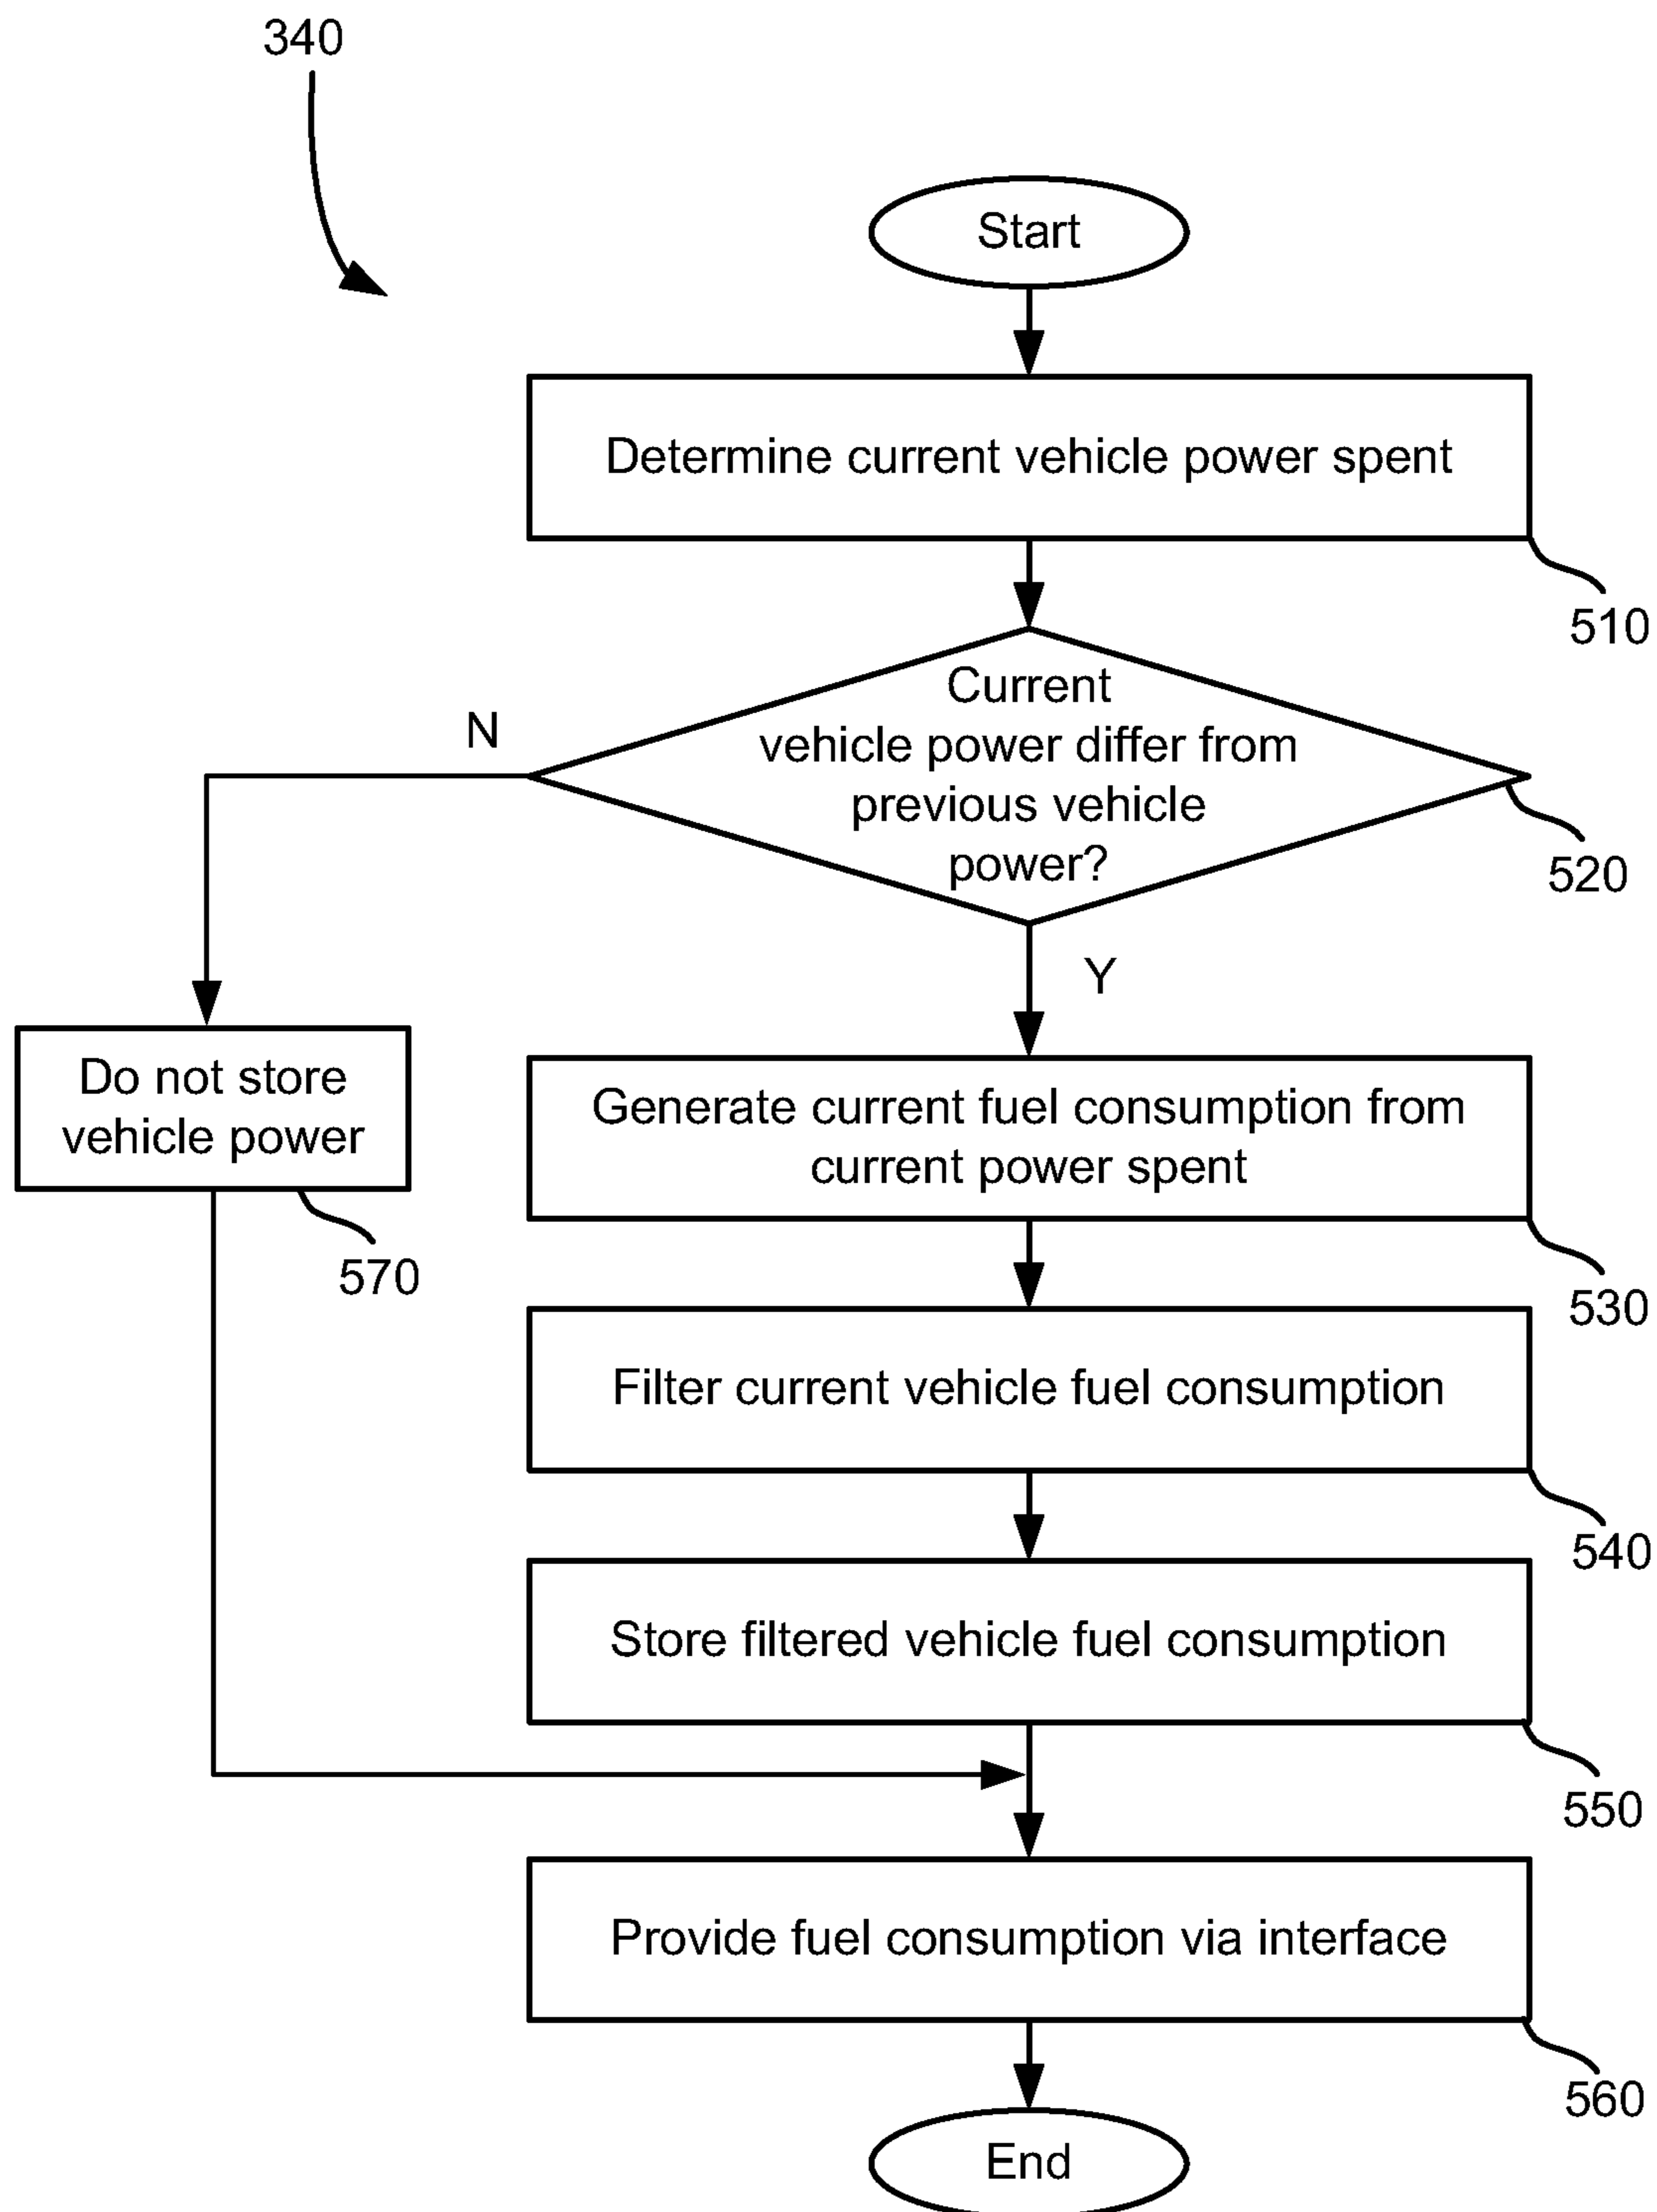 340
Start
Determine current vehicle power spent
510
Current
vehicle power differ from
previous vehicle
power?
520
N
Y
Do not store
vehicle power
570
Generate current fuel consumption from
current power spent
530
Filter current vehicle fuel consumption
540
Store filtered vehicle fuel consumption
550
Provide fuel consumption via interface
560
End